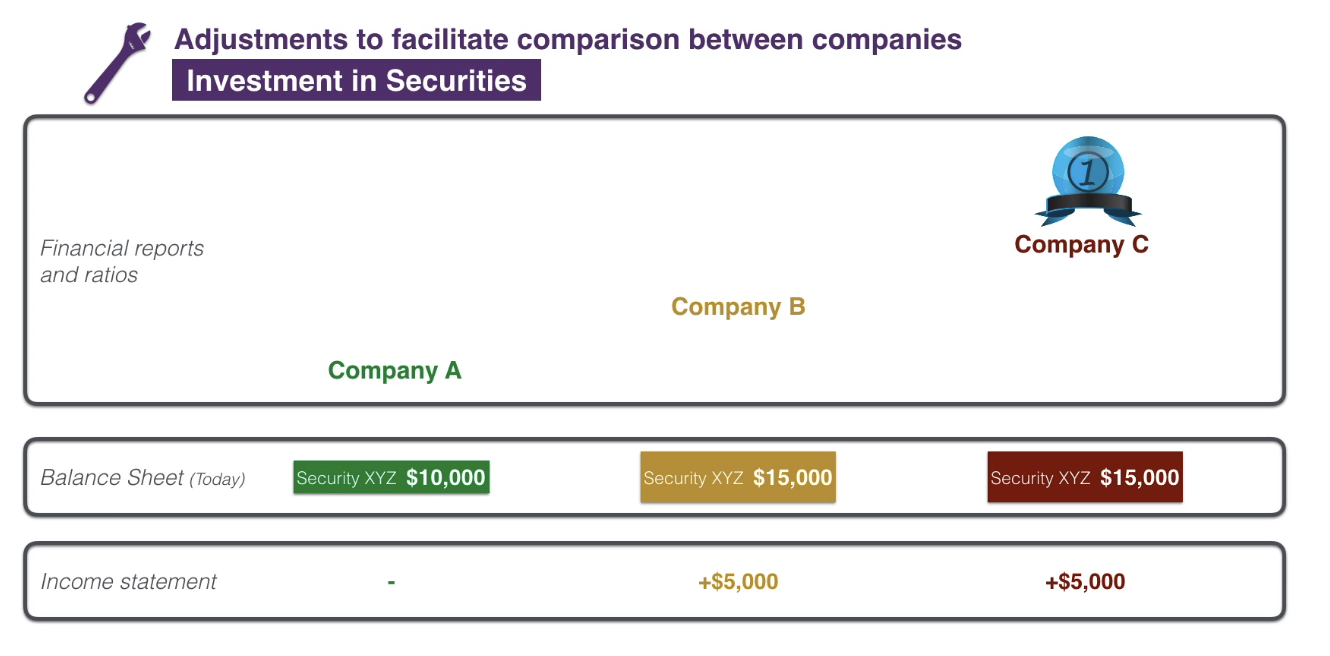 Adjustments to facilitate comparison between companies
Investment in Securities
1
Company C
Financial reports
and ratios
Company B
Company A
Balance Sheet (Today) Security XYZ $10,000 Security XYZ $15,000 Security XYZ $15,000
Income statement - +$5,000 +$5,000